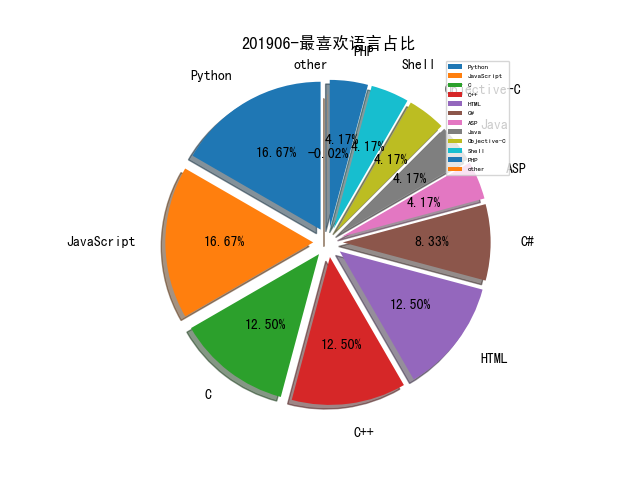 201906-最喜欢语言占比
PHP
other
Shell
Python
Objective-C
Java
ASP
JavaScript
C#
HTML
C
C++
4.17%
-0.02%
4.17%
16.67%
4.17%
4.17%
4.17%
16.67%
8.33%
12.50%
12.50%
12.50%
Python
JavaScript
C
C++
HTML
C#
ASP
Java
Objective-C
Shell
PHP
other